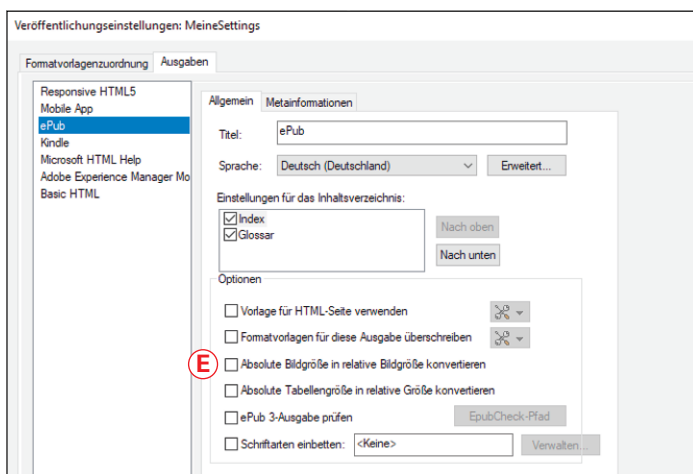 Veröffentlichungseinstellungen: MeineSettings
Formatvorlagenzuordnung Ausgaben
Responsive HTML5
Mobile App
ePub
Kindle
Microsoft HTML Help
Adobe Experience Manager Mo
Basic HTML
Allgemein Metainformationen
Titel: ePub
Sprache: Deutsch (Deutschland) Erweitert...
Einstellungen für das Inhaltsverzeichnis:
Index
Glossar
Nach oben
Nach unten
Optionen
Vorlage für HTML-Seite verwenden
Formatvorlagen für diese Ausgabe überschreiben
E Absolute Bildgröße in relative Bildgröße konvertieren
Absolute Tabellengröße in relative Größe konvertieren
ePub 3-Ausgabe prüfen EpubCheck-Pfad
Schriftarten einbetten: <Keine> Verwalten...